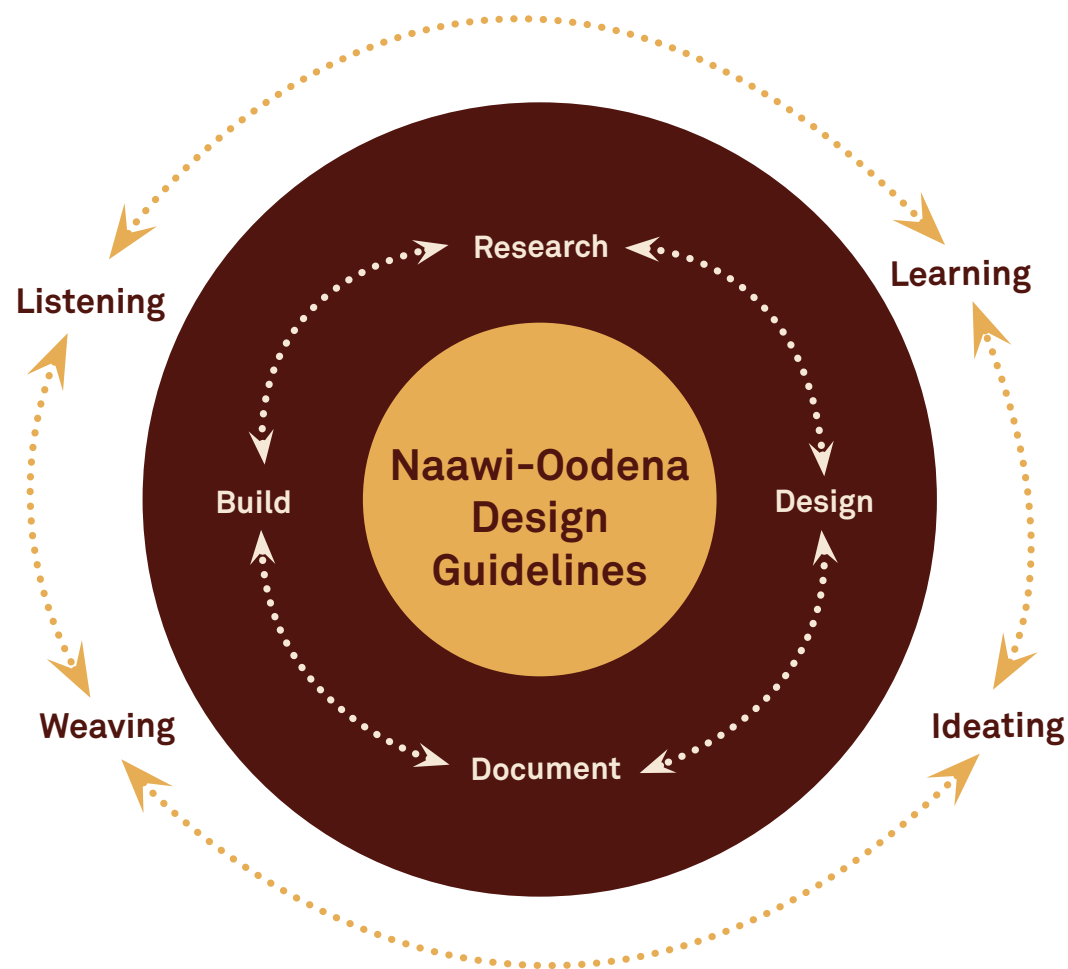 Research
Learning
Listening
Naawi-Oodena
Design
Guidelines
Build
Design
Weaving
Ideating
Document